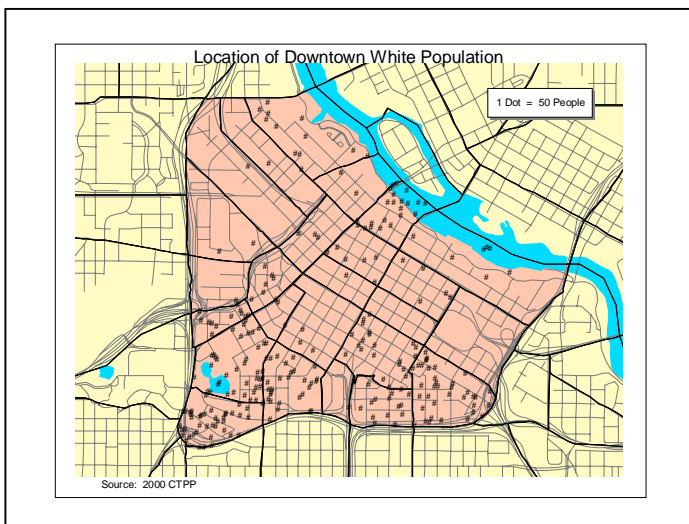 Location of Downtown White Population
1 Dot = 50 People
Source: 2000 CTPP